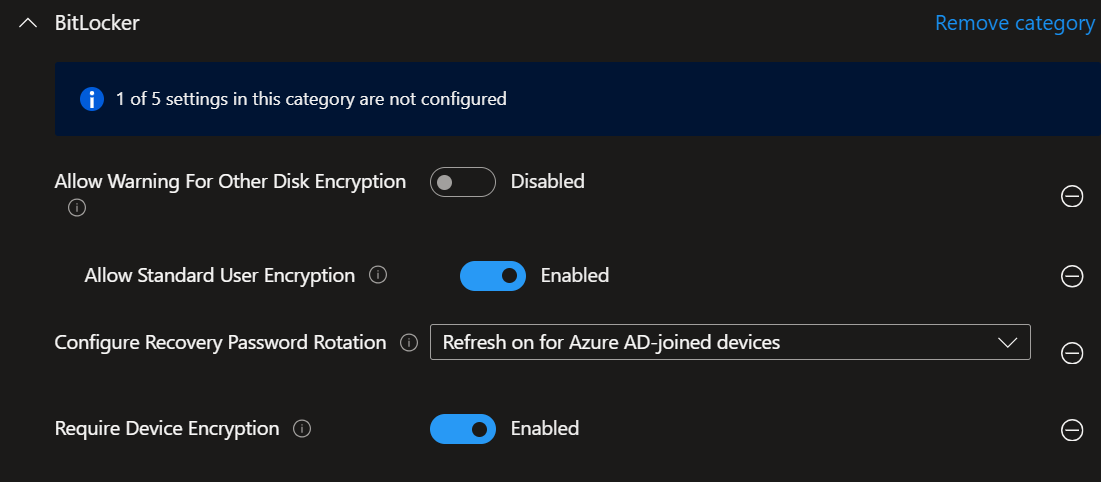 BitLocker
Remove category
1 of 5 settings in this category are not configured
Allow Warning For Other Disk Encryption
Disabled
Allow Standard User Encryption
Enabled
Configure Recovery Password Rotation
Refresh on for Azure AD-joined devices
Require Device Encryption
Enabled